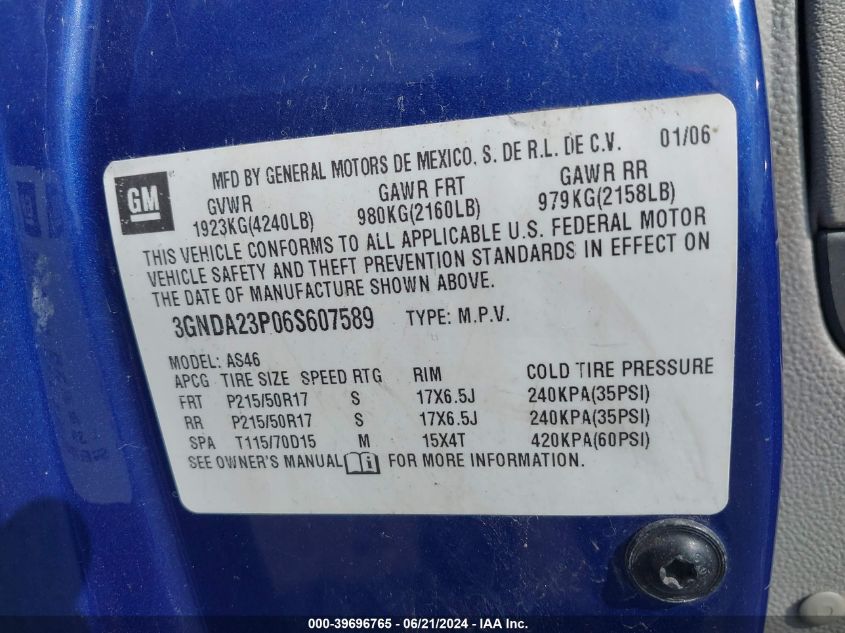 GM
MFD BY GENERAL MOTORS DE MEXICO. S. DE R.L. DE C.V. 01/06
GVWR GAWR FRT GAWR RR
1923KG(4240LB) 980KG(2160LB) 979KG(2158LB)
THIS VEHICLE CONFORMS TO ALL APPLICABLE U.S. FEDERAL MOTOR
VEHICLE SAFETY AND THEFT PREVENTION STANDARDS IN EFFECT ON
THE DATE OF MANUFACTURE SHOWN ABOVE.
3GNDA23P06S607589 TYPE: M.P.V.
MODEL: AS46
APCG TIRE SIZE SPEED RTG RIM COLD TIRE PRESSURE
FRT P215/50R17 S 17X6.5J 240KPA(35PSI)
RR P215/50R17 S 17X6.5J 240KPA(35PSI)
SPA T115/70D15 M 15X4T 420KPA(60PSI)
SEE OWNER'S MANUAL i FOR MORE INFORMATION.
000-39696765 - 06/21/2024 - IAA Inc.